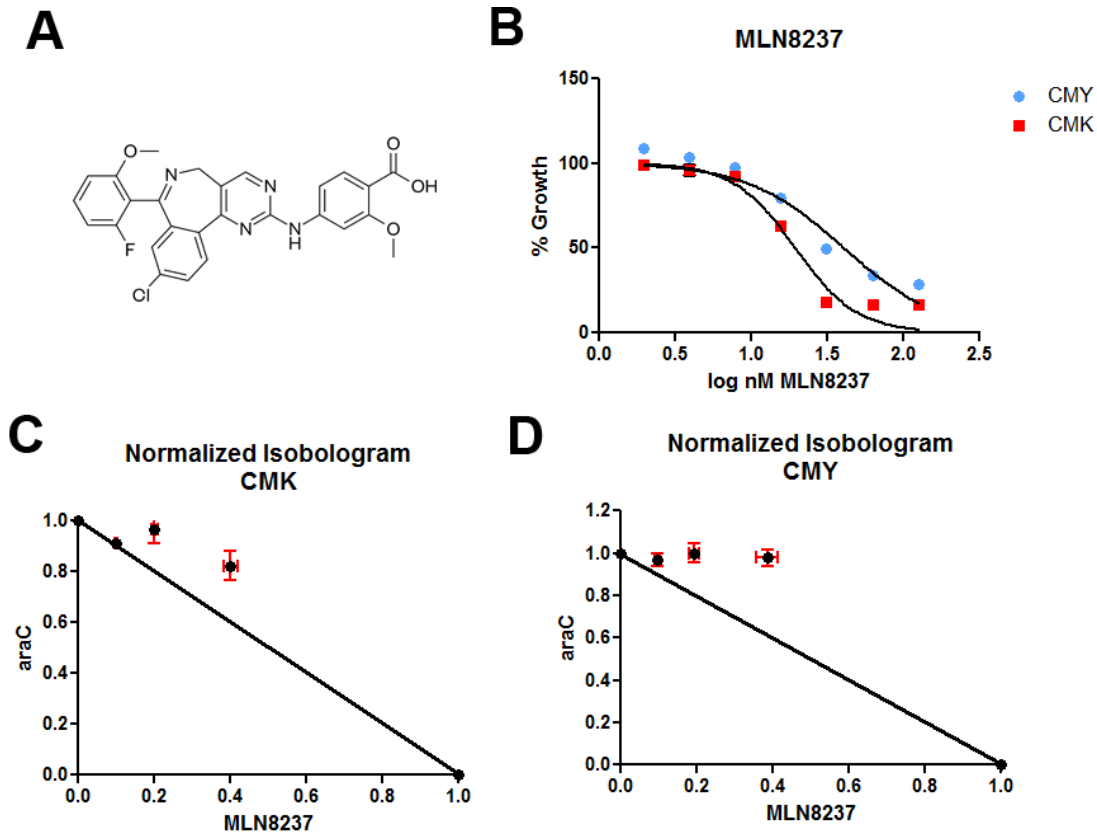 A
O
N
N
N
N
H
F
Cl
O
OH
O
B
MLN8237
150
100
50
0
% Growth
0.0 0.5 1.0 1.5 2.0 2.5
log nM MLN8237
CMY
CMK
C
Normalized Isobologram
CMK
1.0
0.8
0.6
0.4
0.2
0.0
araC
0.0 0.2 0.4 0.6 0.8 1.0
MLN8237
D
Normalized Isobologram
CMY
1.2
1.0
0.8
0.6
0.4
0.2
0.0
araC
0.0 0.2 0.4 0.6 0.8 1.0
MLN8237